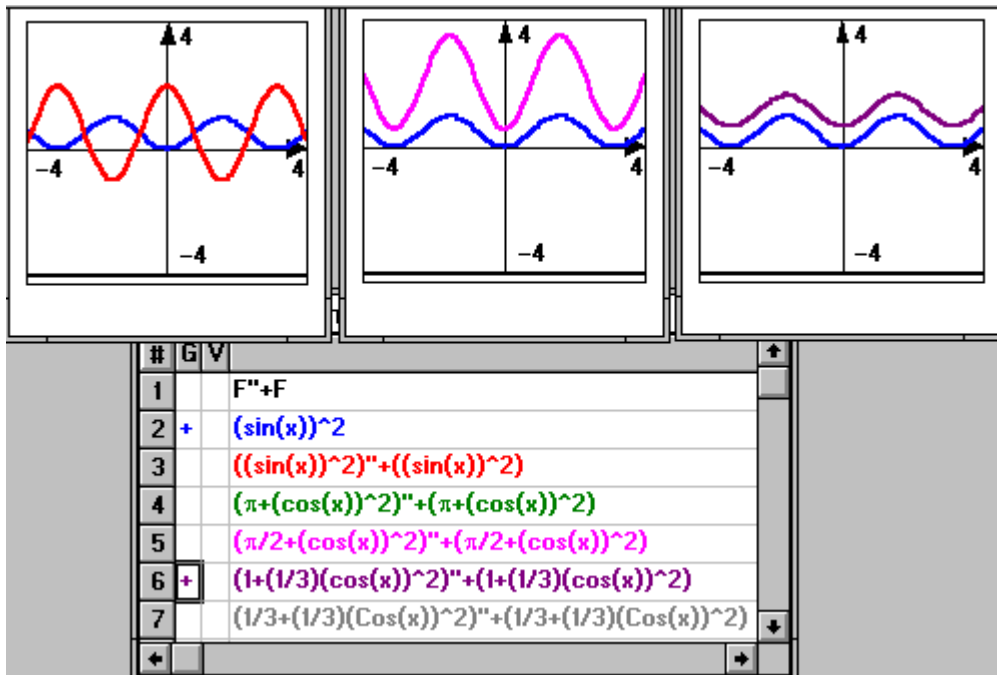 4
-4
4
-4
4
-4
4
-4
4
-4
4
-4
# G V
1 F"+F
2 + (sin(x))^2
3 ((sin(x))^2)"+((sin(x))^2)
4 (π+(cos(x))^2)"+(π+(cos(x))^2)
5 (π/2+(cos(x))^2)"+(π/2+(cos(x))^2)
6 + (1+(1/3)(cos(x))^2)"+(1+(1/3)(cos(x))^2)
7 (1/3+(1/3)(Cos(x))^2)"+(1/3+(1/3)(Cos(x))^2)